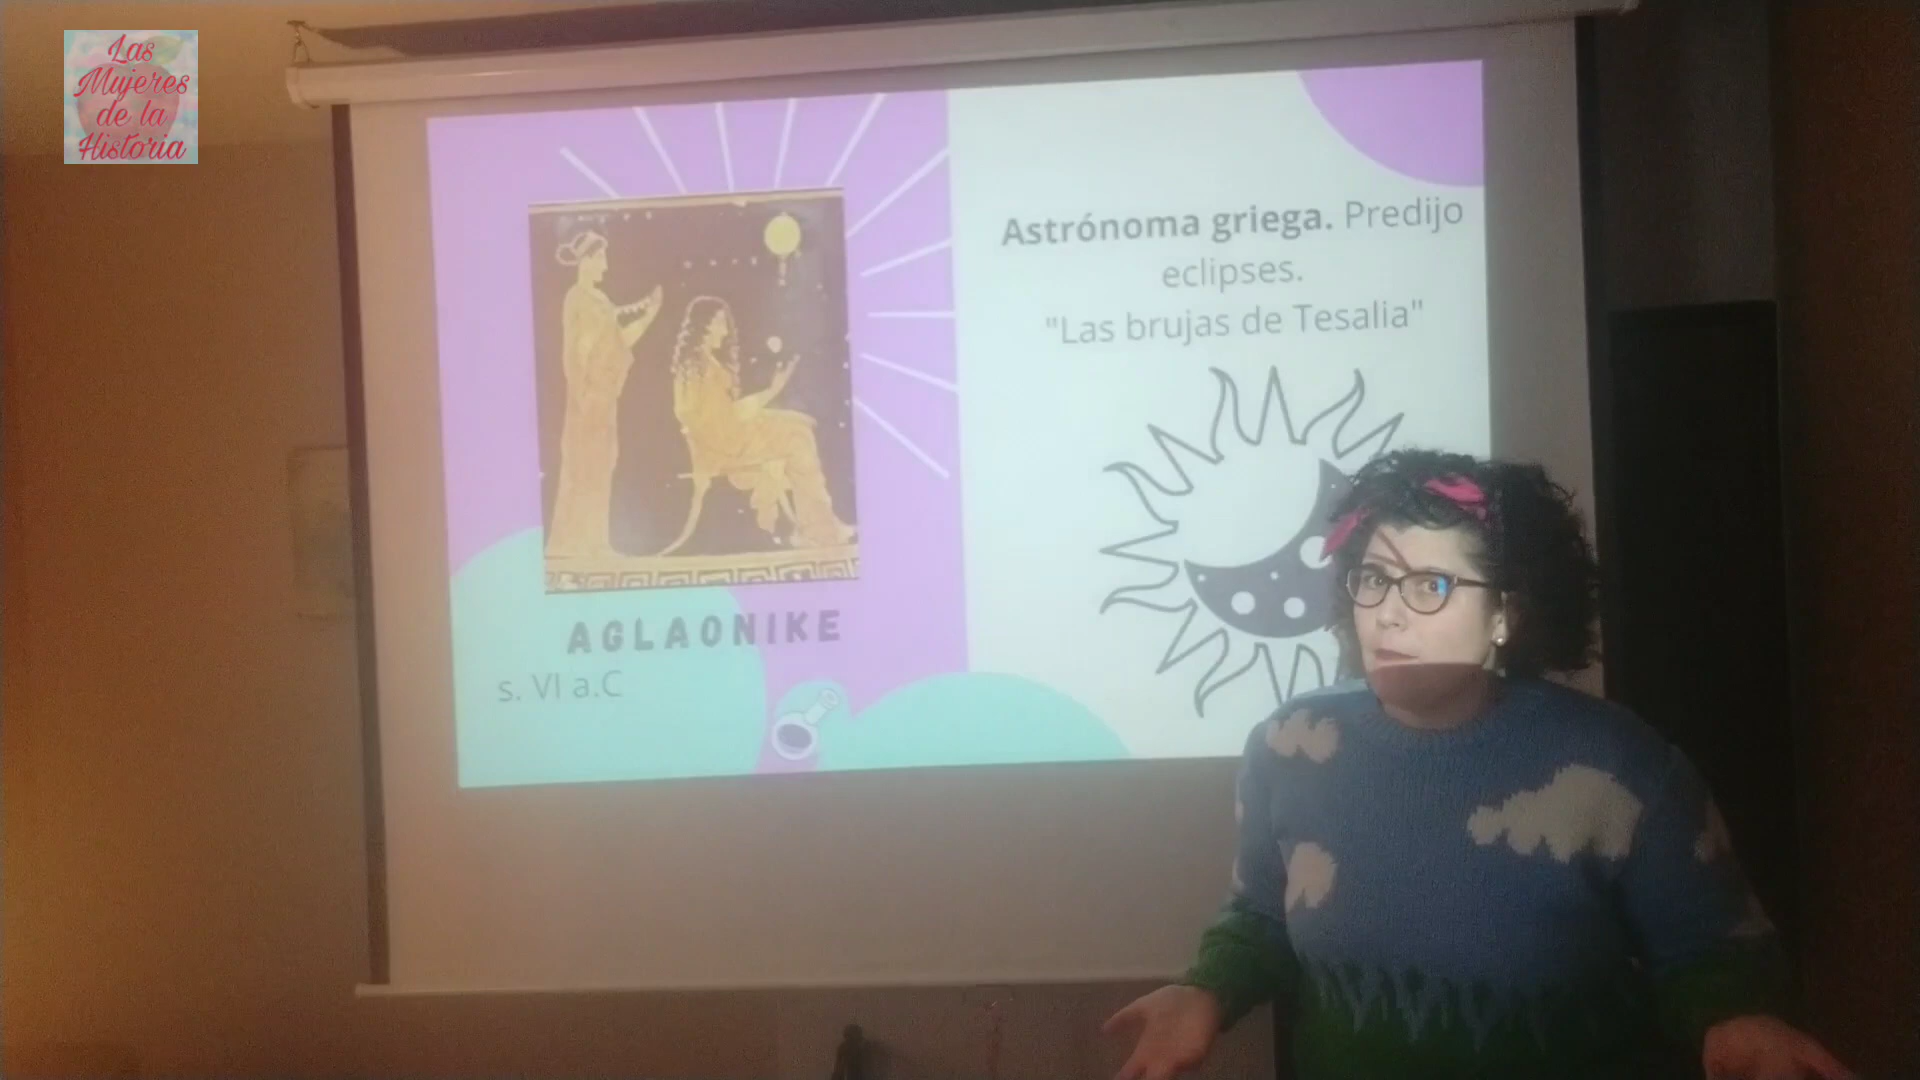 Las
Mujeres
de la
Historia
Astrónoma griega. Predijo
eclipses.
"Las brujas de Tesalia"
AGLAONIKE
s. VI a.C